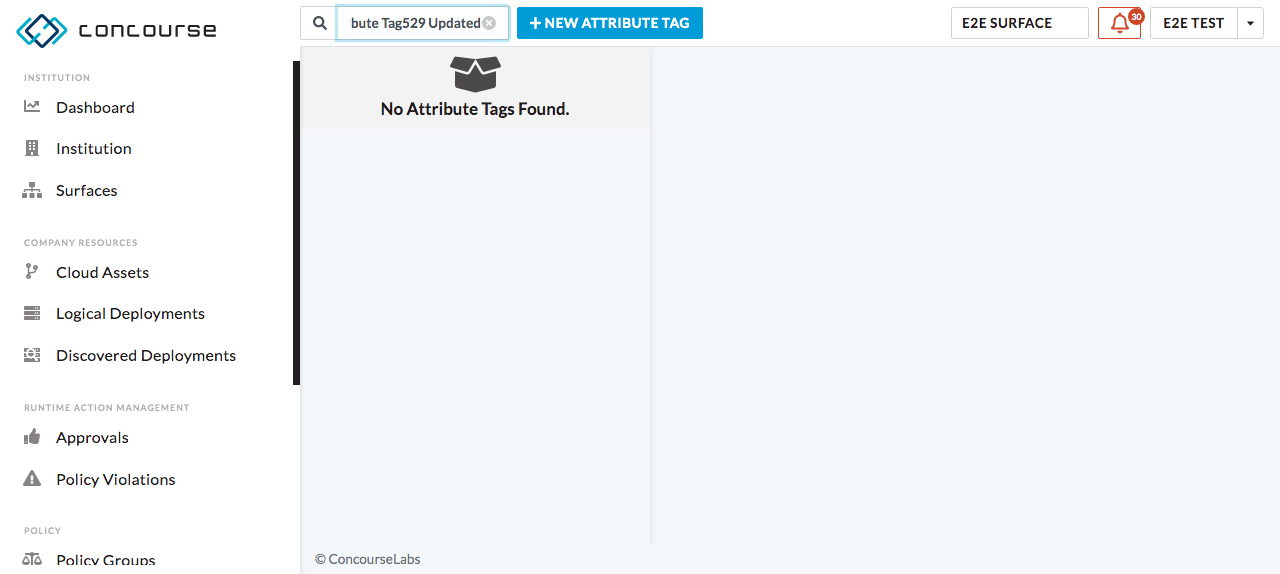 concourse
bute Tag529 Updated
+ NEW ATTRIBUTE TAG
E2E SURFACE
30
E2E TEST
INSTITUTION
Dashboard
Institution
Surfaces
COMPANY RESOURCES
Cloud Assets
Logical Deployments
Discovered Deployments
RUNTIME ACTION MANAGEMENT
Approvals
Policy Violations
POLICY
Policy Groups
No Attribute Tags Found.
© ConcourseLabs